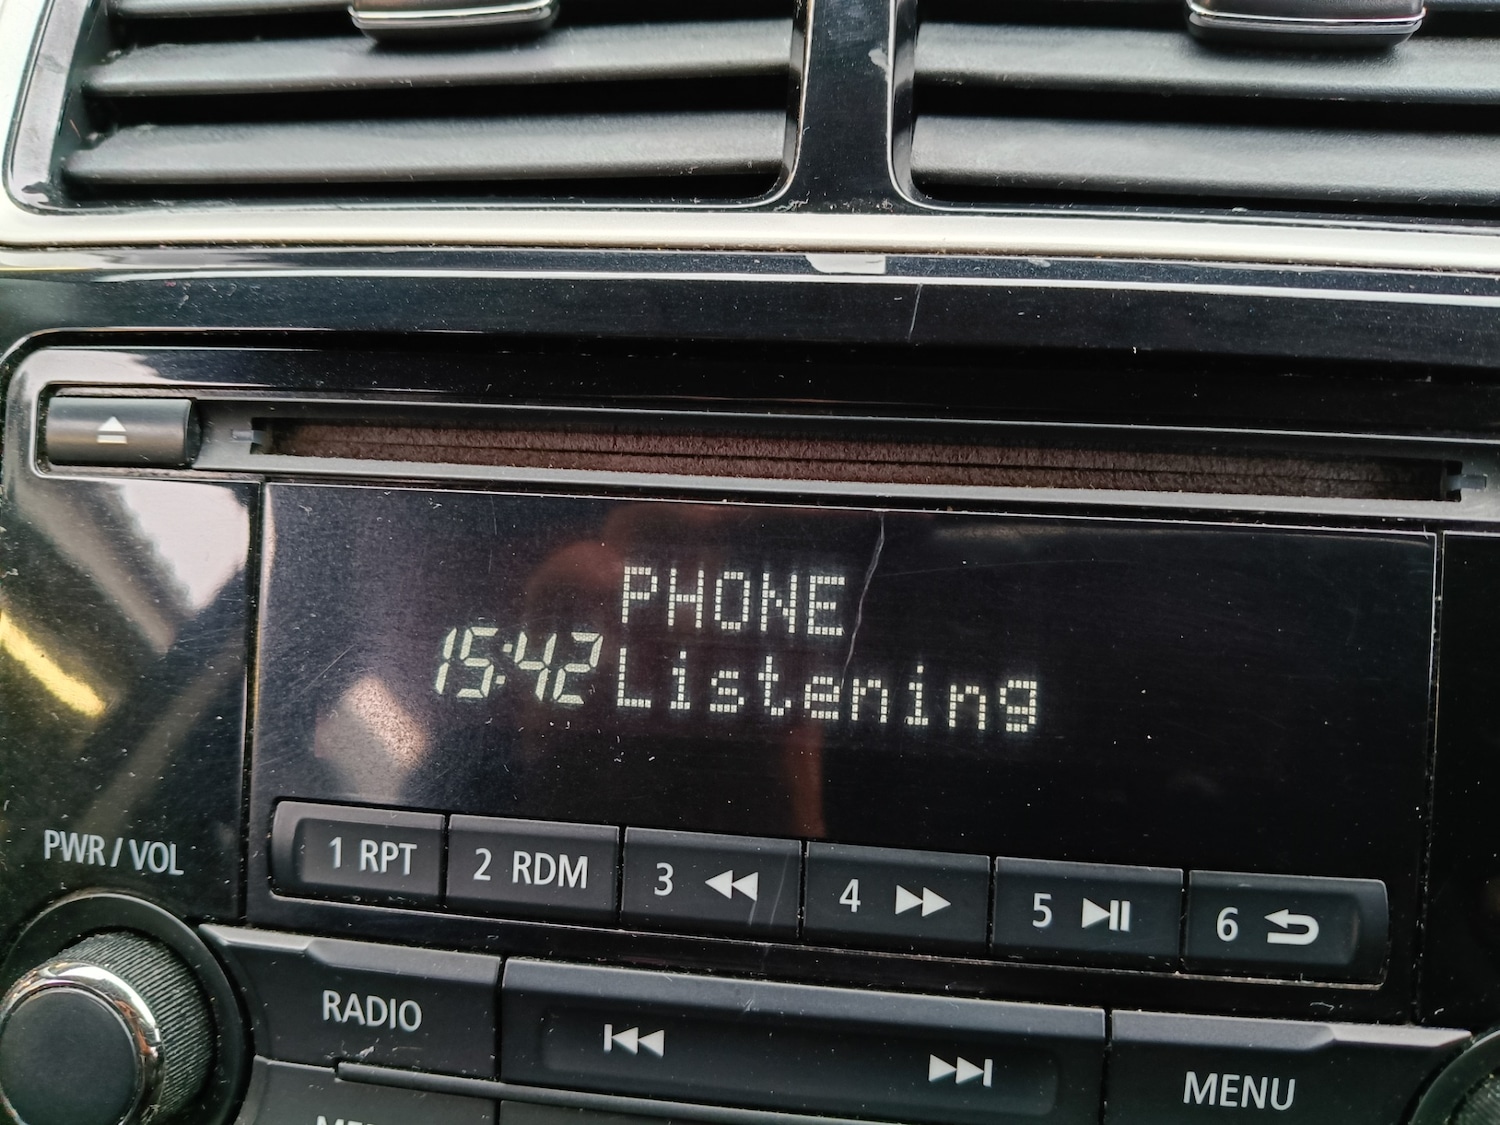 PHONE
15:42 Listening
PWR / VOL
1 RPT
2 RDM
3
4
5
6
RADIO
MENU